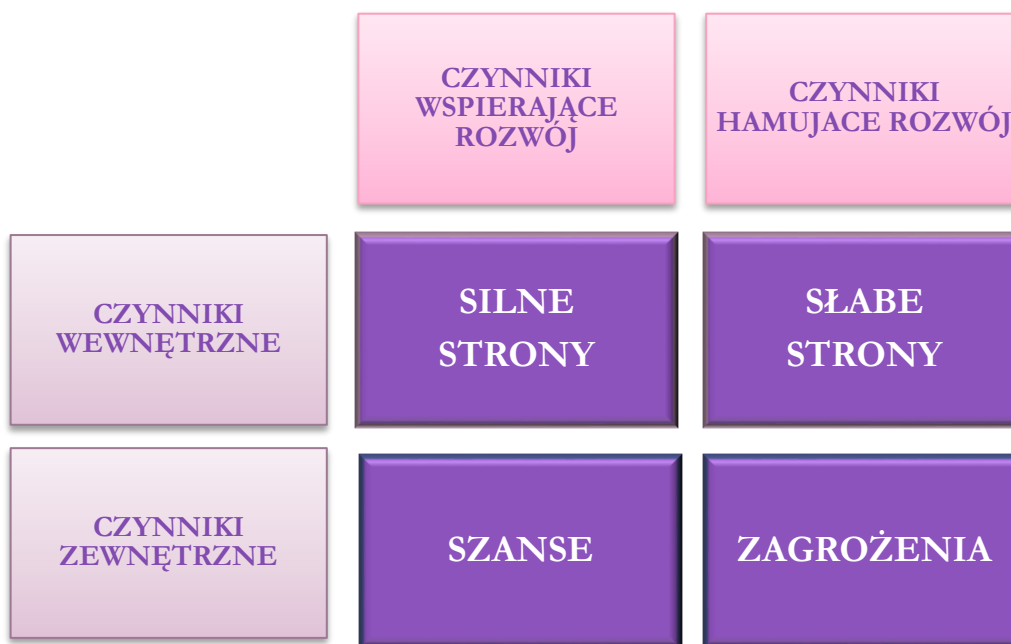 CZYNNIKI
WSPIERAJĄCE
ROZWÓJ
CZYNNIKI
HAMUJACE ROZWÓJ
CZYNNIKI
WEWNĘTRZNE
SILNE
STRONY
SŁABE
STRONY
CZYNNIKI
ZEWNĘTRZNE
SZANSE
ZAGROŻENIA